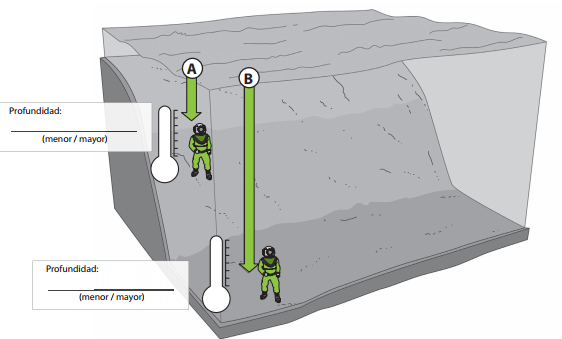 A
B
Profundidad:
(menor / mayor)
Profundidad:
(menor / mayor)